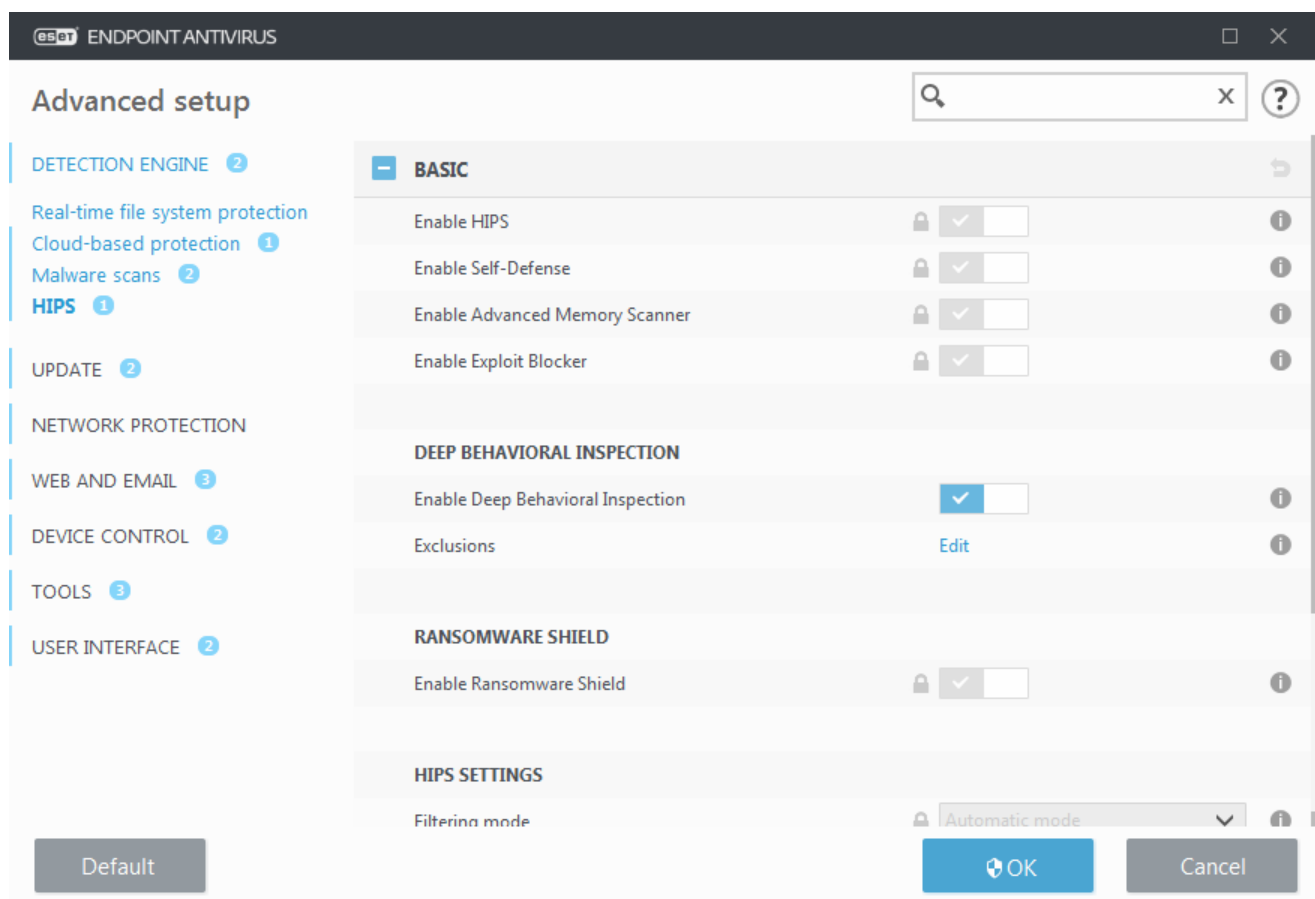 eset ENDPOINT ANTIVIRUS
Advanced setup
X
?
DETECTION ENGINE 2
Real-time file system protection
Cloud-based protection 1
Malware scans 2
HIPS 1
UPDATE 2
NETWORK PROTECTION
WEB AND EMAIL 3
DEVICE CONTROL 2
TOOLS 3
USER INTERFACE 2
BASIC
Enable HIPS
Enable Self-Defense
Enable Advanced Memory Scanner
Enable Exploit Blocker
DEEP BEHAVIORAL INSPECTION
Enable Deep Behavioral Inspection
Exclusions Edit
RANSOMWARE SHIELD
Enable Ransomware Shield
HIPS SETTINGS
Filtering mode Automatic mode
Default
OK
Cancel